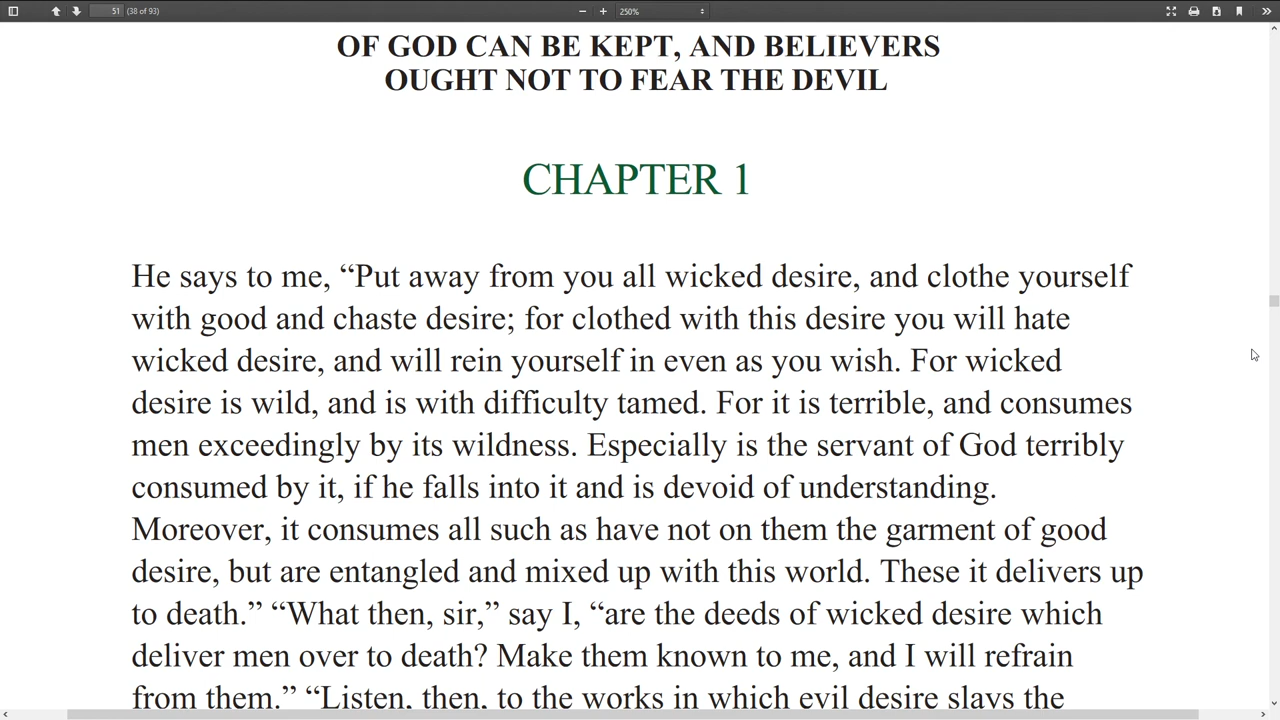 51 (38 of 93) 250%
OF GOD CAN BE KEPT, AND BELIEVERS
OUGHT NOT TO FEAR THE DEVIL
CHAPTER 1
He says to me, “Put away from you all wicked desire, and clothe yourself
with good and chaste desire; for clothed with this desire you will hate
wicked desire, and will rein yourself in even as you wish. For wicked
desire is wild, and is with difficulty tamed. For it is terrible, and consumes
men exceedingly by its wildness. Especially is the servant of God terribly
consumed by it, if he falls into it and is devoid of understanding.
Moreover, it consumes all such as have not on them the garment of good
desire, but are entangled and mixed up with this world. These it delivers up
to death.” “What then, sir,” say I, “are the deeds of wicked desire which
deliver men over to death? Make them known to me, and I will refrain
from them.” “Listen, then, to the works in which evil desire slays the